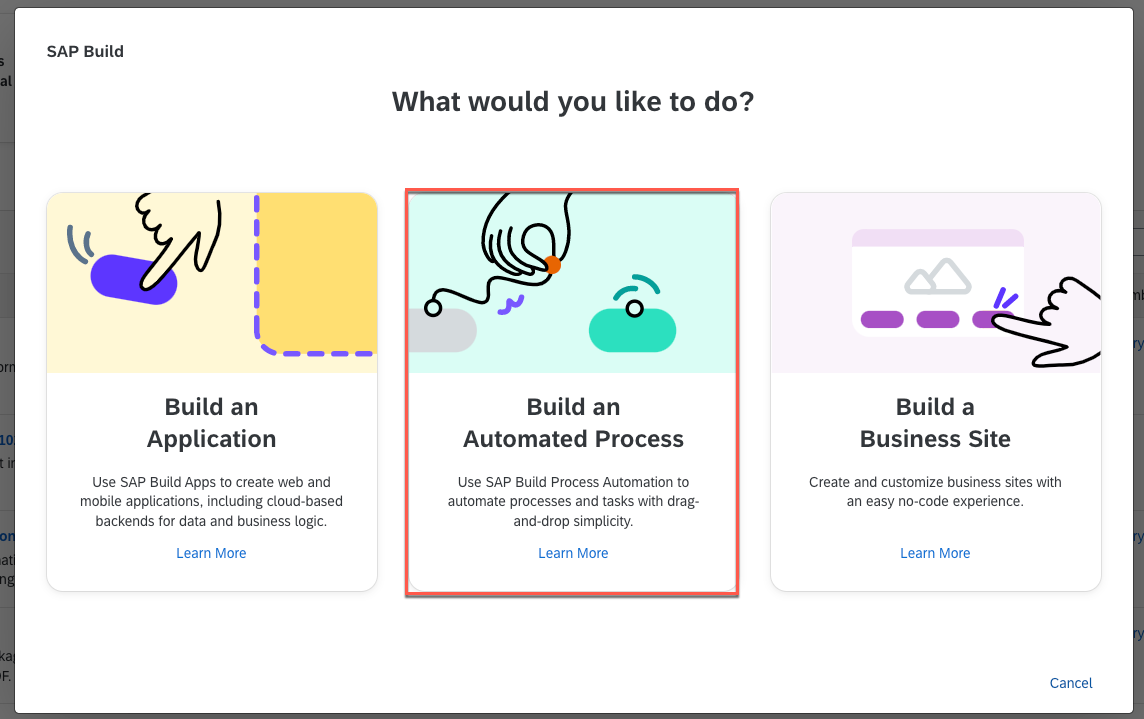 SAP Build
What would you like to do?
Build an
Application
Use SAP Build Apps to create web and
mobile applications, including cloud-based
backends for data and business logic.
Learn More
Build an
Automated Process
Use SAP Build Process Automation to
automate processes and tasks with drag-
and-drop simplicity.
Learn More
Build a
Business Site
Create and customize business sites with
an easy no-code experience.
Learn More
Cancel